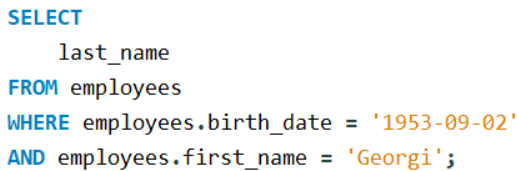 SELECT
last_name
FROM employees
WHERE employees.birth_date = '1953-09-02'
AND employees.first_name = 'Georgi';